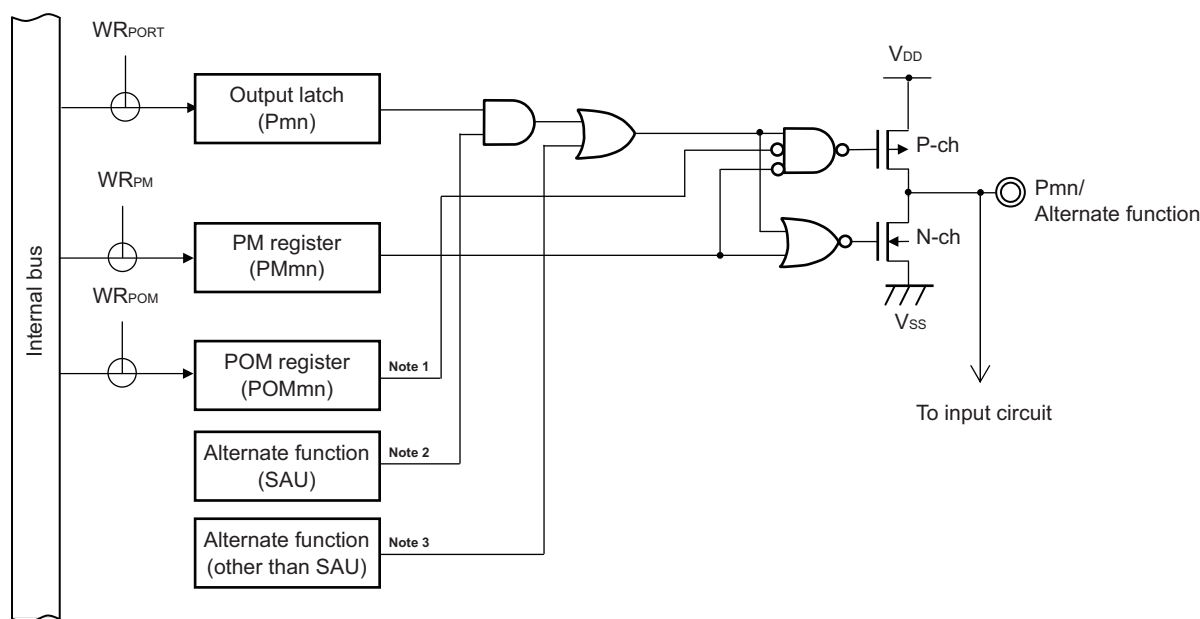 Internal bus
WRPORT
Output latch
(Pmn)
WRPM
PM register
(PMmn)
WRPOM
POM register
(POMmn)
Note 1
Alternate function
(SAU)
Note 2
Alternate function
(other than SAU)
Note 3
VDD
P-ch
Pmn/
Alternate function
N-ch
VSS
To input circuit